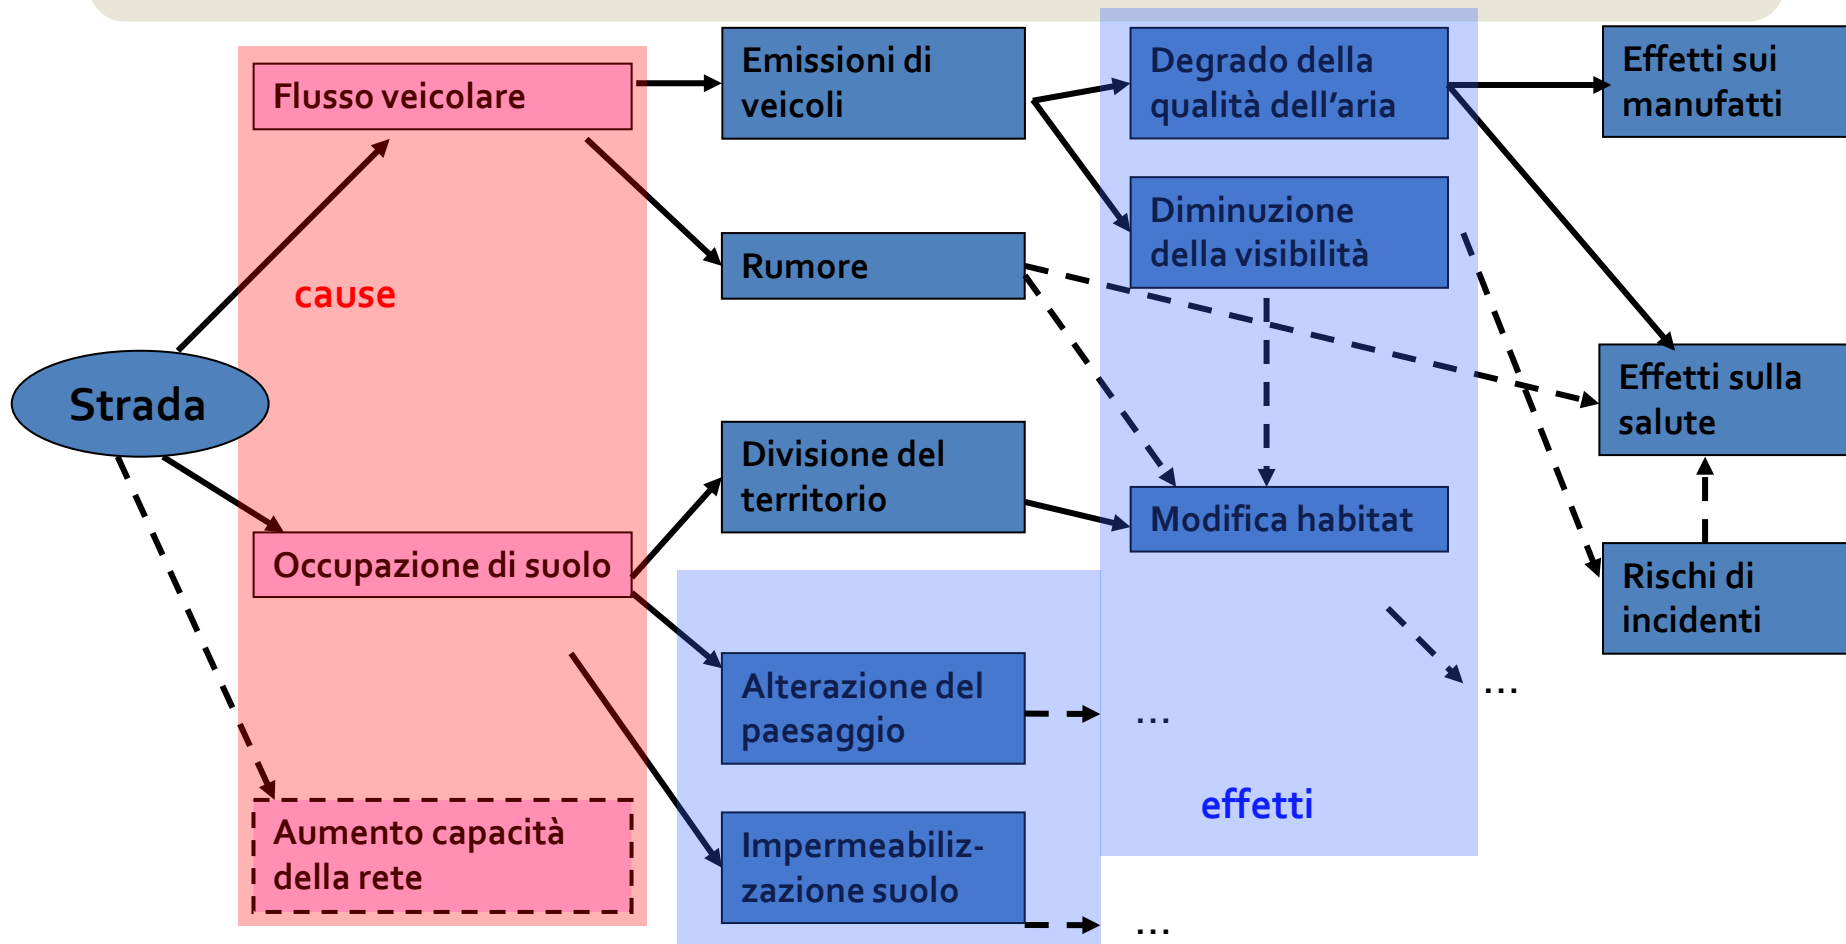 Flusso veicolare
Emissioni di
veicoli
Degrado della
qualità dell’aria
Effetti sui
manufatti
Diminuzione
della visibilità
Rumore
cause
Strada
Effetti sulla
salute
Divisione del
territorio
Modifica habitat
Occupazione di suolo
Rischi di
incidenti
Alterazione del
paesaggio
...
...
effetti
Aumento capacità
della rete
Impermeabiliz-
zazione suolo
...